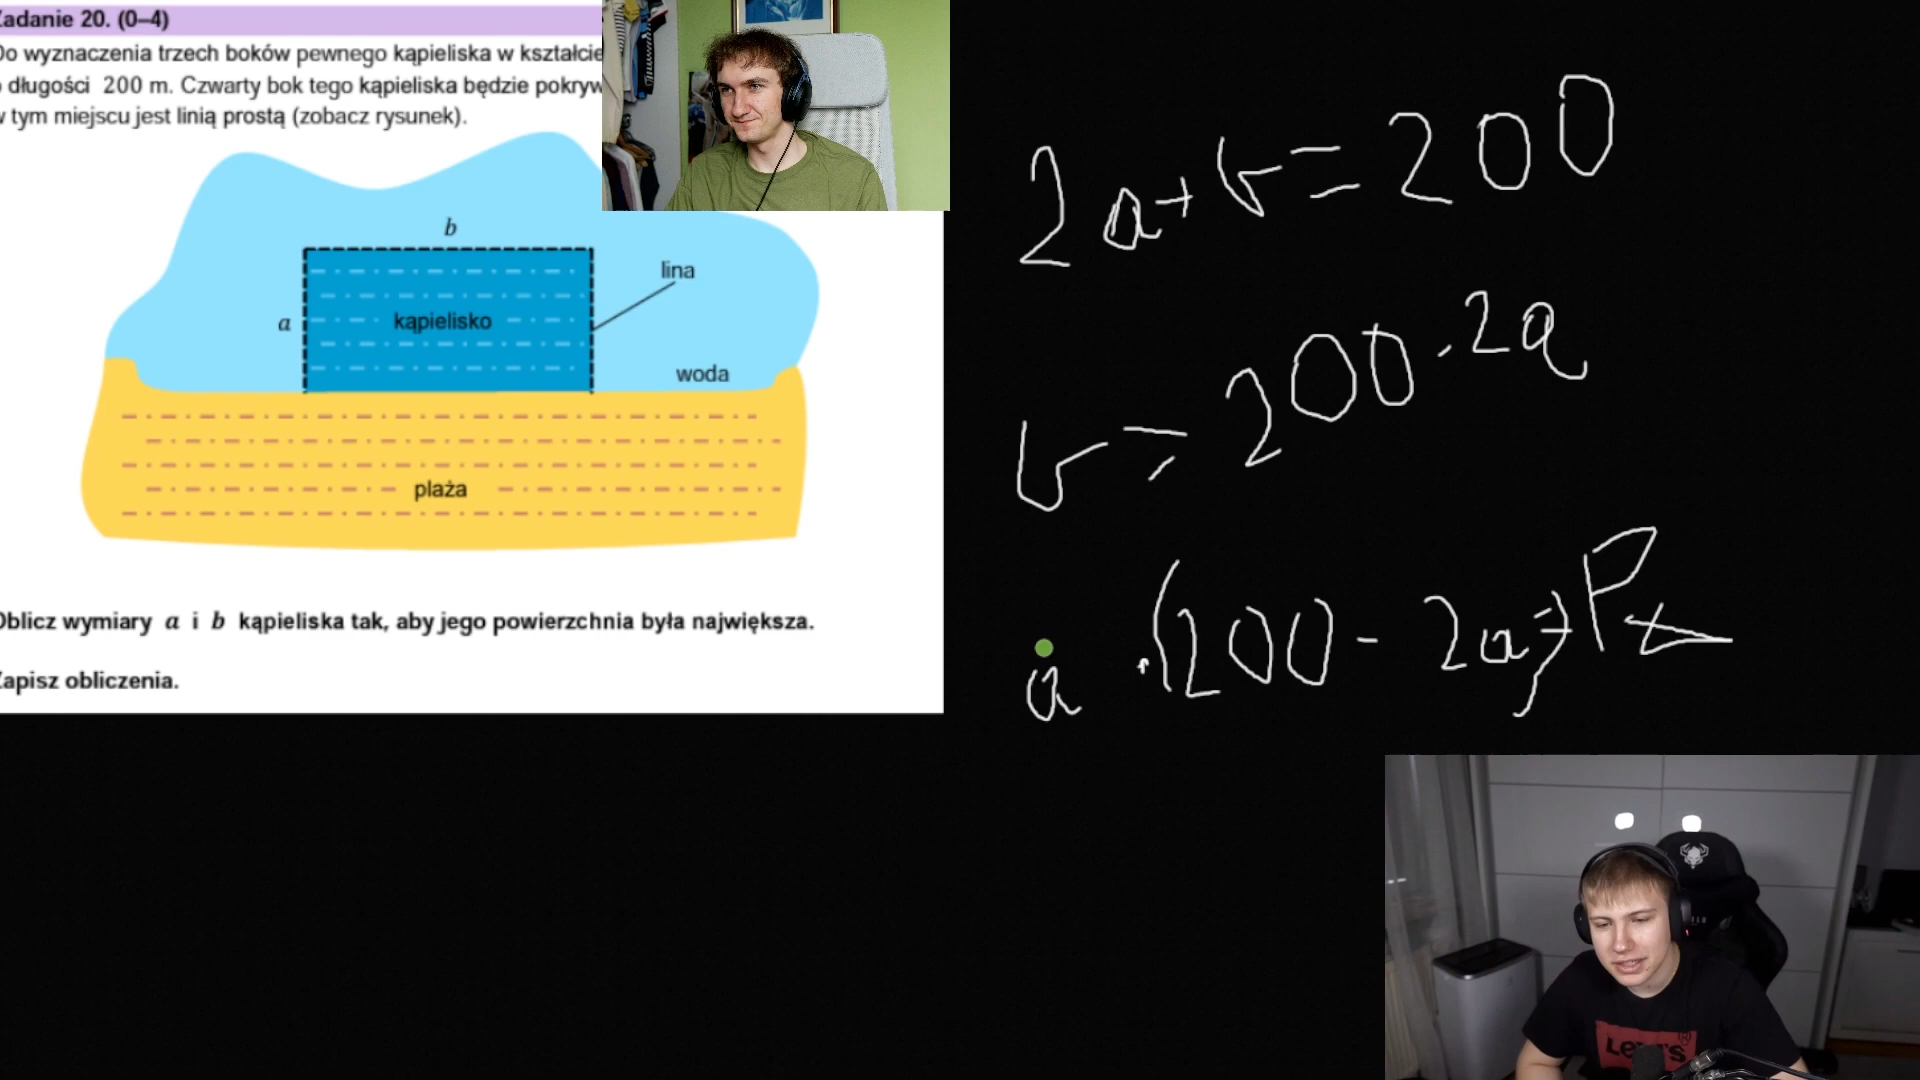 Zadanie 20. (0–4)
Do wyznaczenia trzech boków pewnego kąpieliska w kształcie
o długości 200 m. Czwarty bok tego kąpieliska będzie pokryw
w tym miejscu jest linią prostą (zobacz rysunek).
b
lina
a
kąpielisko
woda
plaża
Oblicz wymiary a i b kąpieliska tak, aby jego powierzchnia była największa.
Zapisz obliczenia.
2a+b=200
b=200-2a
a·(200-2a)=P